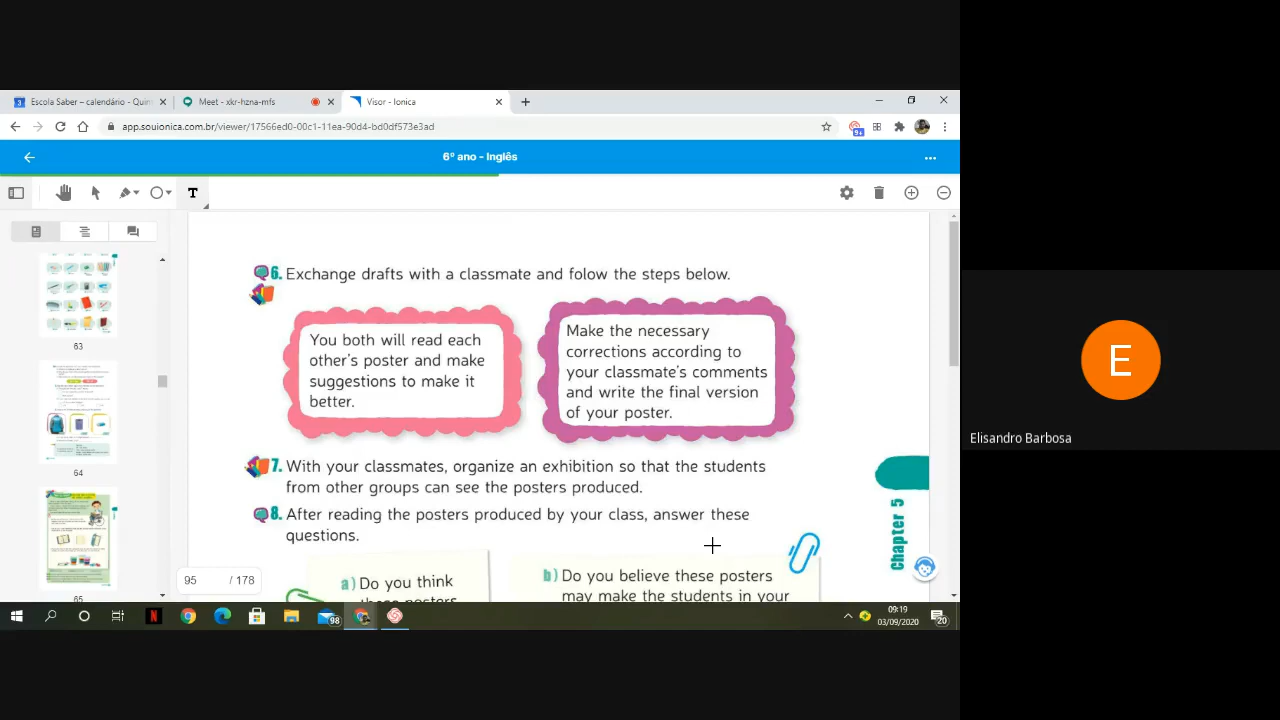 Escola Saber – calendário - Quin
Meet - xkr-hzna-mfs
Visor - Ionica
app.souionica.com.br/viewer/17566ed0-00c1-11ea-90d4-bd0df573e3ad
9+
6º ano - Inglês
T
63
64
65
6. Exchange drafts with a classmate and folow the steps below.
You both will read each
other's poster and make
suggestions to make it
better.
Make the necessary
corrections according to
your classmate's comments
and write the final version
of your poster.
7. With your classmates, organize an exhibition so that the students
from other groups can see the posters produced.
8. After reading the posters produced by your class, answer these
questions.
a) Do you think
these posters
b) Do you believe these posters
may make the students in your
Chapter 5
95 / 178
98
09:19
03/09/2020
20
E
Elisandro Barbosa